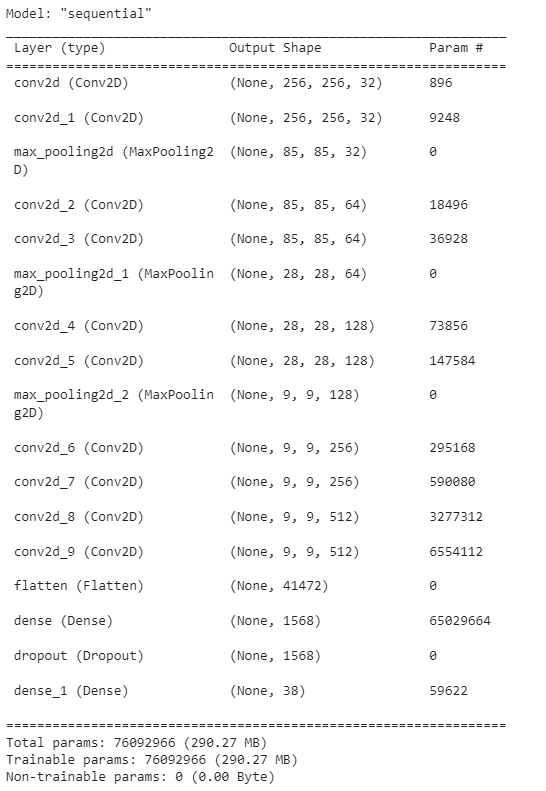 Model: "sequential"
_________________________________________________________________
Layer (type) Output Shape Param #
=================================================================
conv2d (Conv2D) (None, 256, 256, 32) 896
conv2d_1 (Conv2D) (None, 256, 256, 32) 9248
max_pooling2d (MaxPooling2 (None, 85, 85, 32) 0
D)
conv2d_2 (Conv2D) (None, 85, 85, 64) 18496
conv2d_3 (Conv2D) (None, 85, 85, 64) 36928
max_pooling2d_1 (MaxPoolin (None, 28, 28, 64) 0
g2D)
conv2d_4 (Conv2D) (None, 28, 28, 128) 73856
conv2d_5 (Conv2D) (None, 28, 28, 128) 147584
max_pooling2d_2 (MaxPoolin (None, 9, 9, 128) 0
g2D)
conv2d_6 (Conv2D) (None, 9, 9, 256) 295168
conv2d_7 (Conv2D) (None, 9, 9, 256) 590080
conv2d_8 (Conv2D) (None, 9, 9, 512) 3277312
conv2d_9 (Conv2D) (None, 9, 9, 512) 6554112
flatten (Flatten) (None, 41472) 0
dense (Dense) (None, 1568) 65029664
dropout (Dropout) (None, 1568) 0
dense_1 (Dense) (None, 38) 59622
=================================================================
Total params: 76092966 (290.27 MB)
Trainable params: 76092966 (290.27 MB)
Non-trainable params: 0 (0.00 Byte)